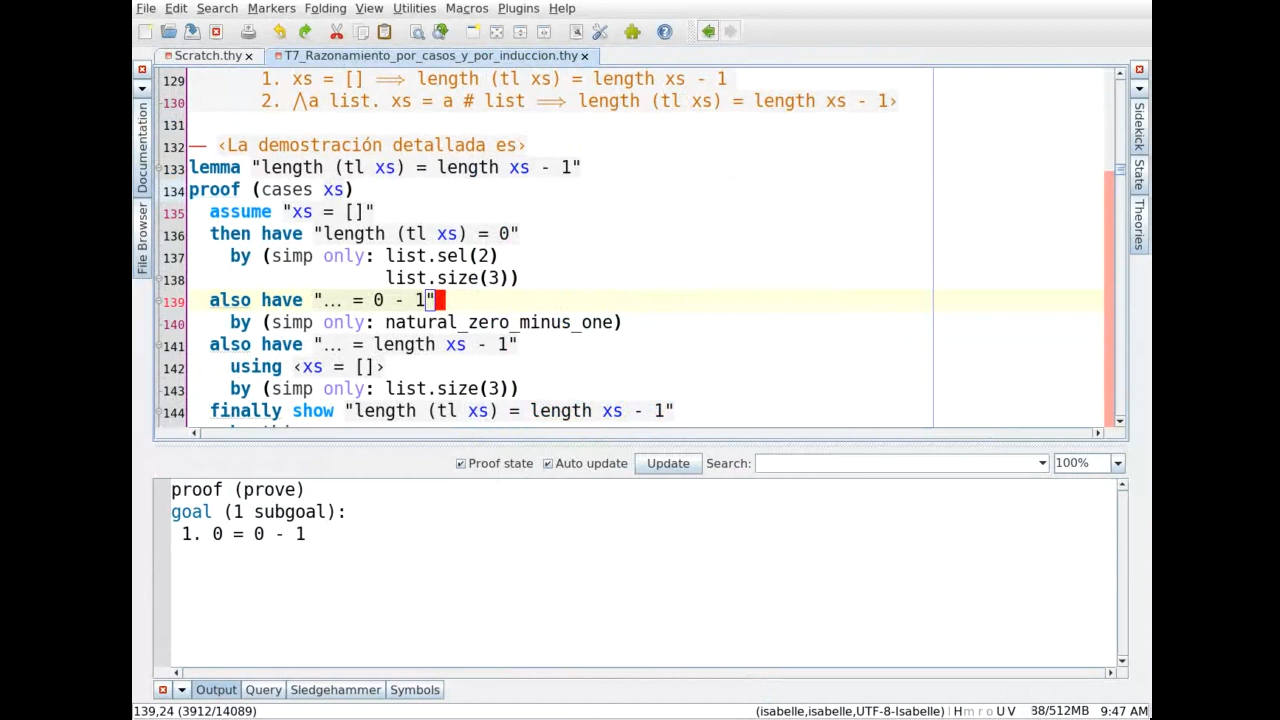 File Edit Search Markers Folding View Utilities Macros Plugins Help
Scratch.thy T7_Razonamiento_por_casos_y_por_induccion.thy
Documentation
File Browser
Sidekick
State
Theories
129 1. xs = [] ⟹ length (tl xs) = length xs - 1
130 2. ⋀a list. xs = a # list ⟹ length (tl xs) = length xs - 1›
131
132 — ‹La demostración detallada es›
133 lemma "length (tl xs) = length xs - 1"
134 proof (cases xs)
135 assume "xs = []"
136 then have "length (tl xs) = 0"
137 by (simp only: list.sel(2)
138 list.size(3))
139 also have "… = 0 - 1"
140 by (simp only: natural_zero_minus_one)
141 also have "… = length xs - 1"
142 using ‹xs = []›
143 by (simp only: list.size(3))
144 finally show "length (tl xs) = length xs - 1"
Proof state Auto update Update Search: 100%
proof (prove)
goal (1 subgoal):
1. 0 = 0 - 1
Output Query Sledgehammer Symbols
139,24 (3912/14089) (isabelle,isabelle,UTF-8-Isabelle) H m r o U V 38/512MB 9:47 AM